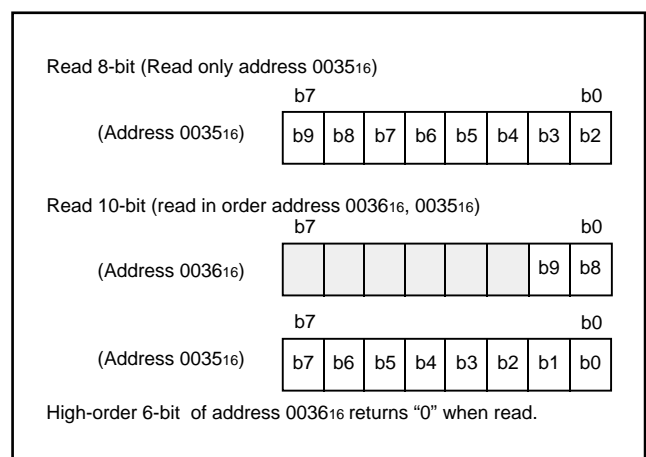 Read 8-bit (Read only address 003516)
b7 b0
(Address 003516) b9 b8 b7 b6 b5 b4 b3 b2
Read 10-bit (read in order address 003616, 003516)
b7 b0
(Address 003616) b9 b8
b7 b0
(Address 003516) b7 b6 b5 b4 b3 b2 b1 b0
High-order 6-bit of address 003616 returns “0” when read.